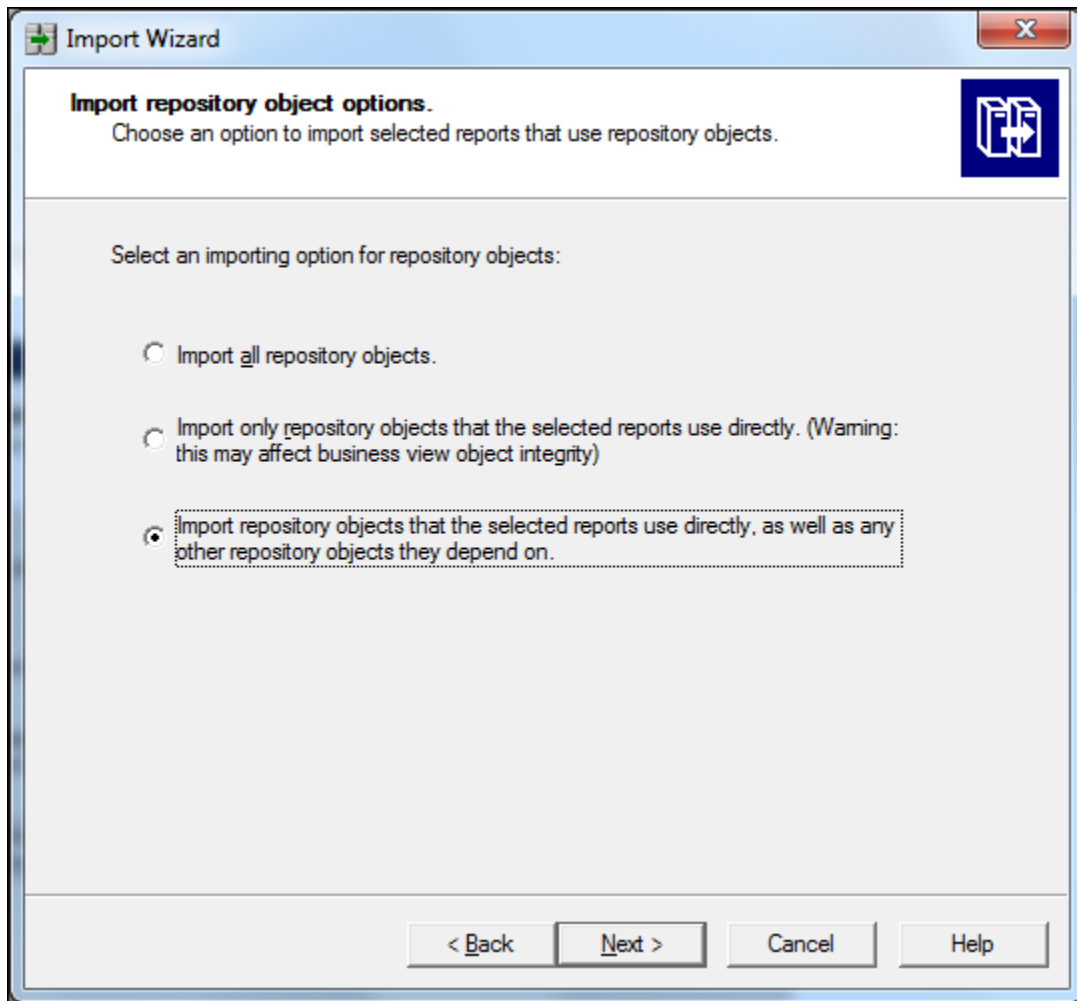 Import Wizard
Import repository object options.
Choose an option to import selected reports that use repository objects.
Select an importing option for repository objects:
Import all repository objects.
Import only repository objects that the selected reports use directly. (Warning:
this may affect business view object integrity)
Import repository objects that the selected reports use directly, as well as any
other repository objects they depend on.
< Back
Next >
Cancel
Help